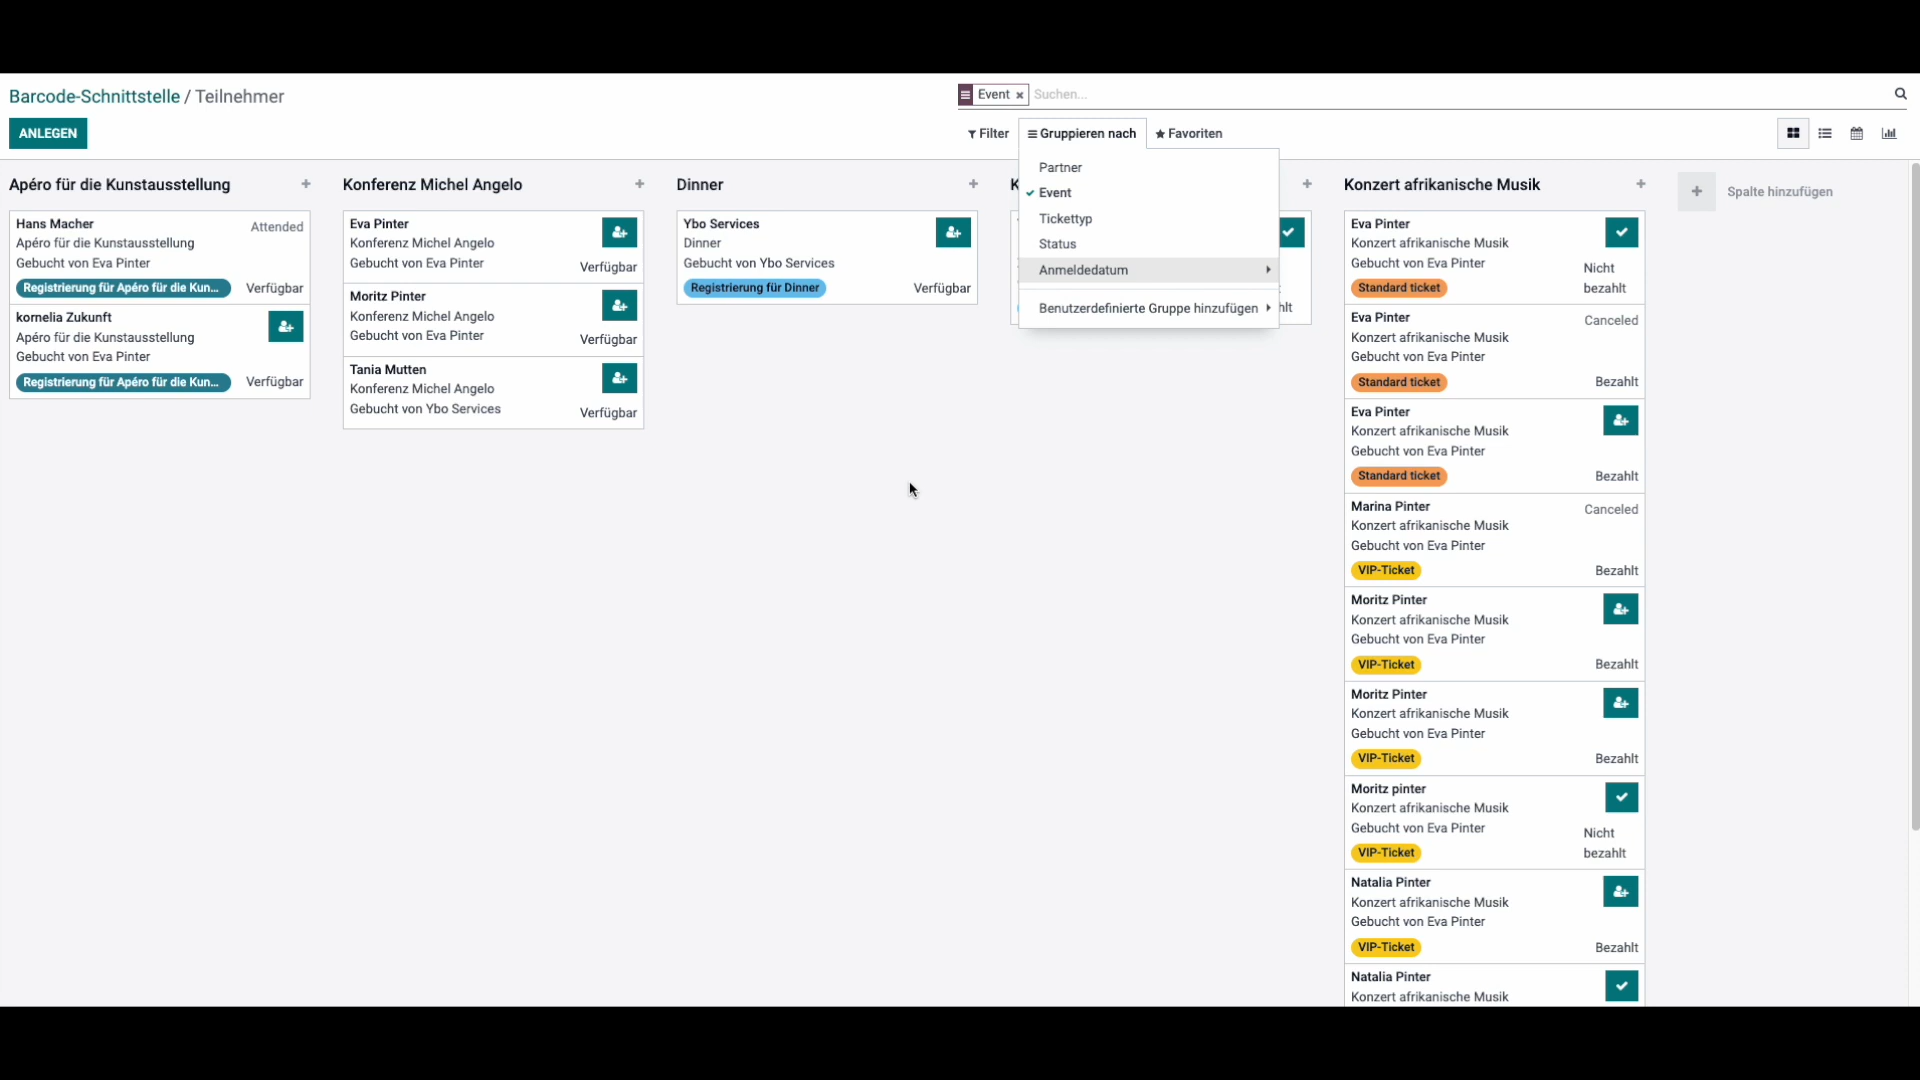 Barcode-Schnittstelle / Teilnehmer
Event × Suchen...
ANLEGEN
Filter Gruppieren nach Favoriten
Partner
Event
Tickettyp
Status
Anmeldedatum
Benutzerdefinierte Gruppe hinzufügen
Apéro für die Kunstausstellung +
Hans Macher Attended
Apéro für die Kunstausstellung
Gebucht von Eva Pinter
Registrierung für Apéro für die Kun... Verfügbar
kornelia Zukunft
Apéro für die Kunstausstellung
Gebucht von Eva Pinter
Registrierung für Apéro für die Kun... Verfügbar
Konferenz Michel Angelo +
Eva Pinter
Konferenz Michel Angelo
Gebucht von Eva Pinter
Verfügbar
Moritz Pinter
Konferenz Michel Angelo
Gebucht von Eva Pinter
Verfügbar
Tania Mutten
Konferenz Michel Angelo
Gebucht von Ybo Services
Verfügbar
Dinner +
Ybo Services
Dinner
Gebucht von Ybo Services
Registrierung für Dinner Verfügbar
K +
hlt
Konzert afrikanische Musik +
Eva Pinter
Konzert afrikanische Musik
Gebucht von Eva Pinter
Nicht
bezahlt
Standard ticket
Eva Pinter Canceled
Konzert afrikanische Musik
Gebucht von Eva Pinter
Standard ticket Bezahlt
Eva Pinter
Konzert afrikanische Musik
Gebucht von Eva Pinter
Standard ticket Bezahlt
Marina Pinter Canceled
Konzert afrikanische Musik
Gebucht von Eva Pinter
VIP-Ticket Bezahlt
Moritz Pinter
Konzert afrikanische Musik
Gebucht von Eva Pinter
VIP-Ticket Bezahlt
Moritz Pinter
Konzert afrikanische Musik
Gebucht von Eva Pinter
VIP-Ticket Bezahlt
Moritz pinter
Konzert afrikanische Musik
Gebucht von Eva Pinter
Nicht
bezahlt
VIP-Ticket
Natalia Pinter
Konzert afrikanische Musik
Gebucht von Eva Pinter
VIP-Ticket Bezahlt
Natalia Pinter
Konzert afrikanische Musik
+ Spalte hinzufügen